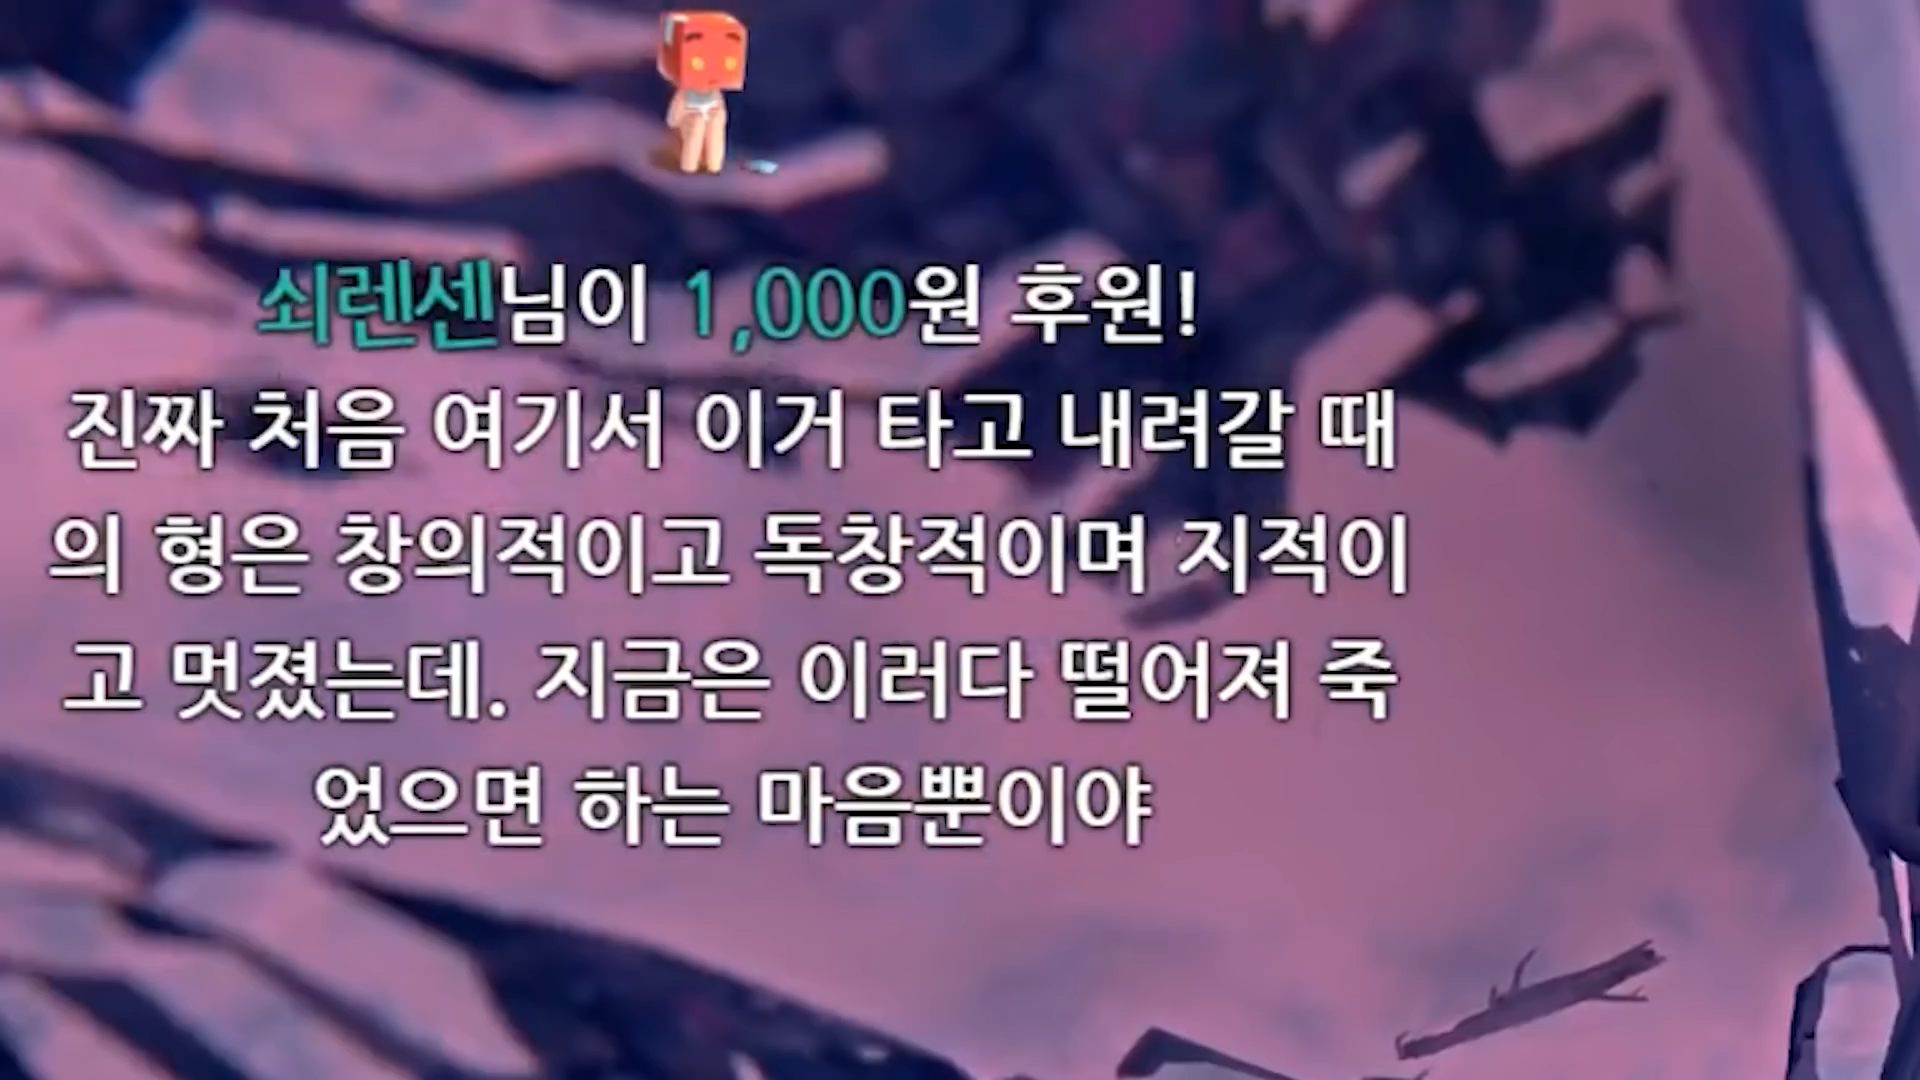 쇠렌센님이 1,000원 후원!
진짜 처음 여기서 이거 타고 내려갈 때
의 형은 창의적이고 독창적이며 지적이
고 멋졌는데. 지금은 이러다 떨어져 죽
었으면 하는 마음뿐이야